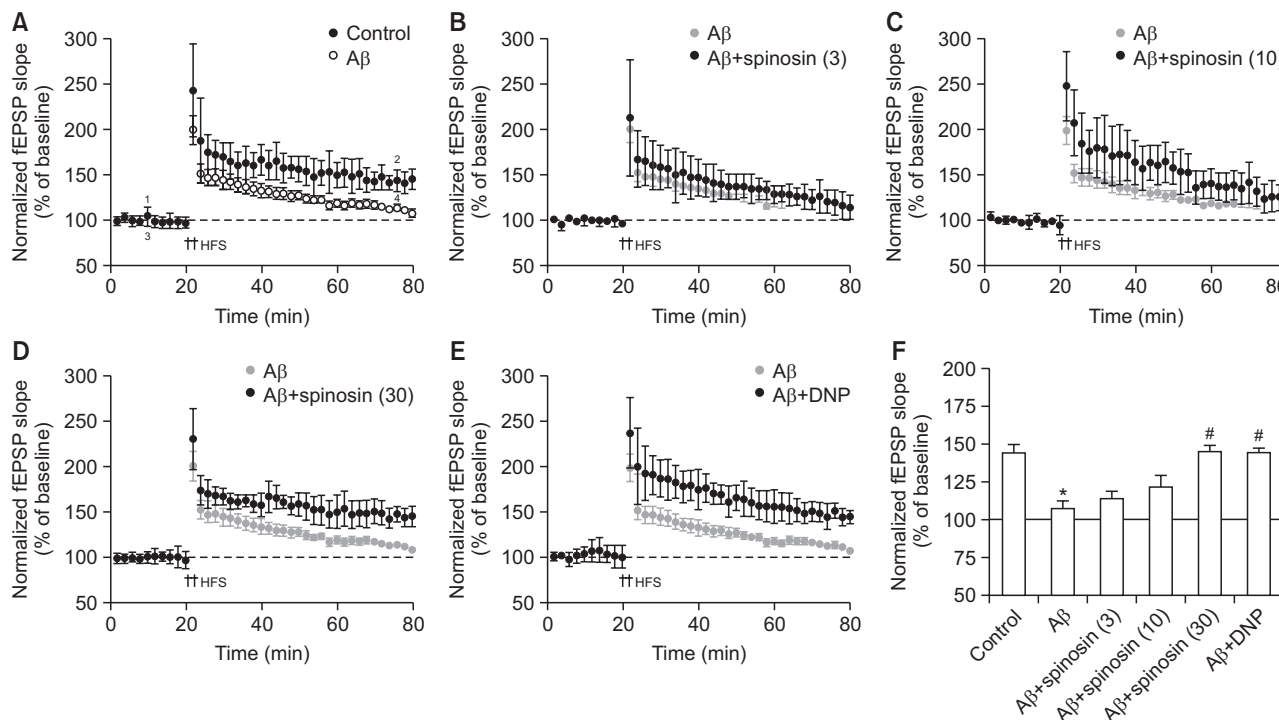 A
Normalized fEPSP slope
(% of baseline)
300
250
200
150
100
50
Control
Aβ
1
2
3
4
††HFS
0 20 40 60 80
Time (min)
B
Normalized fEPSP slope
(% of baseline)
300
250
200
150
100
50
Aβ
Aβ+spinosin (3)
††HFS
0 20 40 60 80
Time (min)
C
Normalized fEPSP slope
(% of baseline)
300
250
200
150
100
50
Aβ
Aβ+spinosin (10)
††HFS
0 20 40 60 80
Time (min)
D
Normalized fEPSP slope
(% of baseline)
300
250
200
150
100
50
Aβ
Aβ+spinosin (30)
††HFS
0 20 40 60 80
Time (min)
E
Normalized fEPSP slope
(% of baseline)
300
250
200
150
100
50
Aβ
Aβ+DNP
††HFS
0 20 40 60 80
Time (min)
F
Normalized fEPSP slope
(% of baseline)
200
175
150
125
100
75
50
*
#
#
Control
Aβ
Aβ+spinosin (3)
Aβ+spinosin (10)
Aβ+spinosin (30)
Aβ+DNP